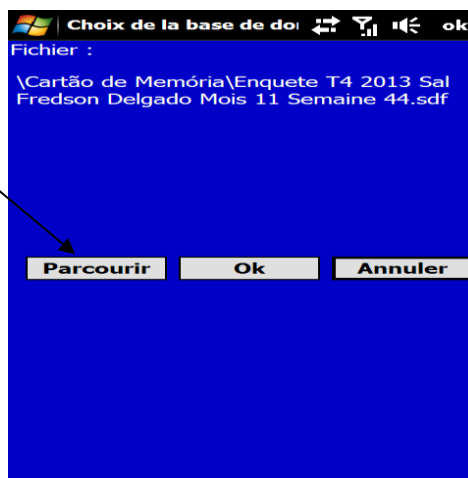 Choix de la base de do
ok
Fichier :
\Cartão de Memória\Enquete T4 2013 Sal
Fredson Delgado Mois 11 Semaine 44.sdf
Parcourir
Ok
Annuler